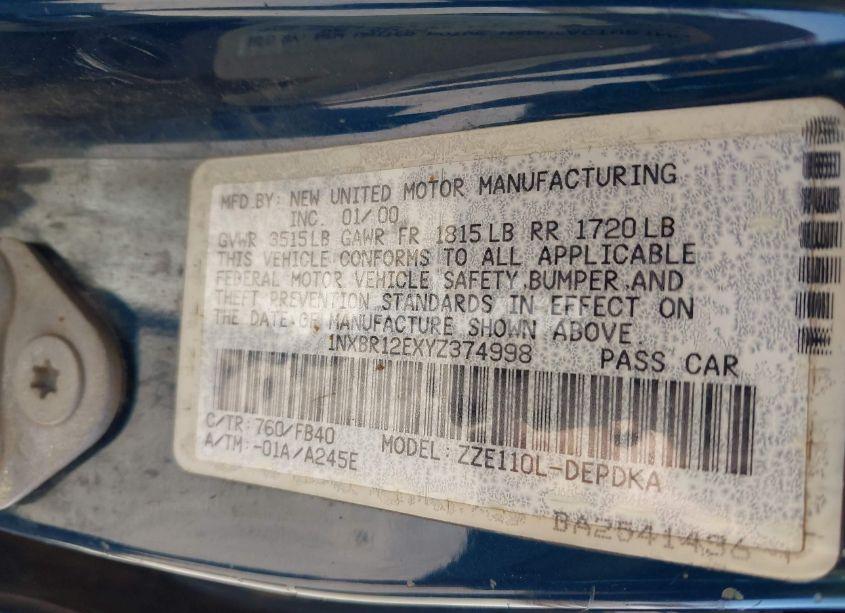 MFD BY: NEW UNITED MOTOR MANUFACTURING
INC. 01/00
GVWR 3515LB GAWR FR 1815LB RR 1720LB
THIS VEHICLE CONFORMS TO ALL APPLICABLE
FEDERAL MOTOR VEHICLE SAFETY,BUMPER,AND
THEFT PREVENTION STANDARDS IN EFFECT ON
THE DATE OF MANUFACTURE SHOWN ABOVE
1NXBR12EXYZ374998 PASS CAR
C/TR: 760/FB40
A/TM: -01A/A245E
MODEL: ZZE110L-DEPDKA
BA2641496